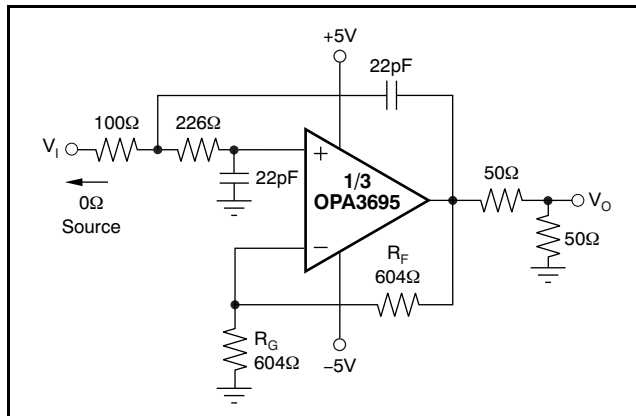 +5V
22pF
100Ω
226Ω
V_I
+
22pF
1/3
OPA3695
50Ω
V_O
0Ω
Source
−
R_F
604Ω
50Ω
R_G
604Ω
−5V